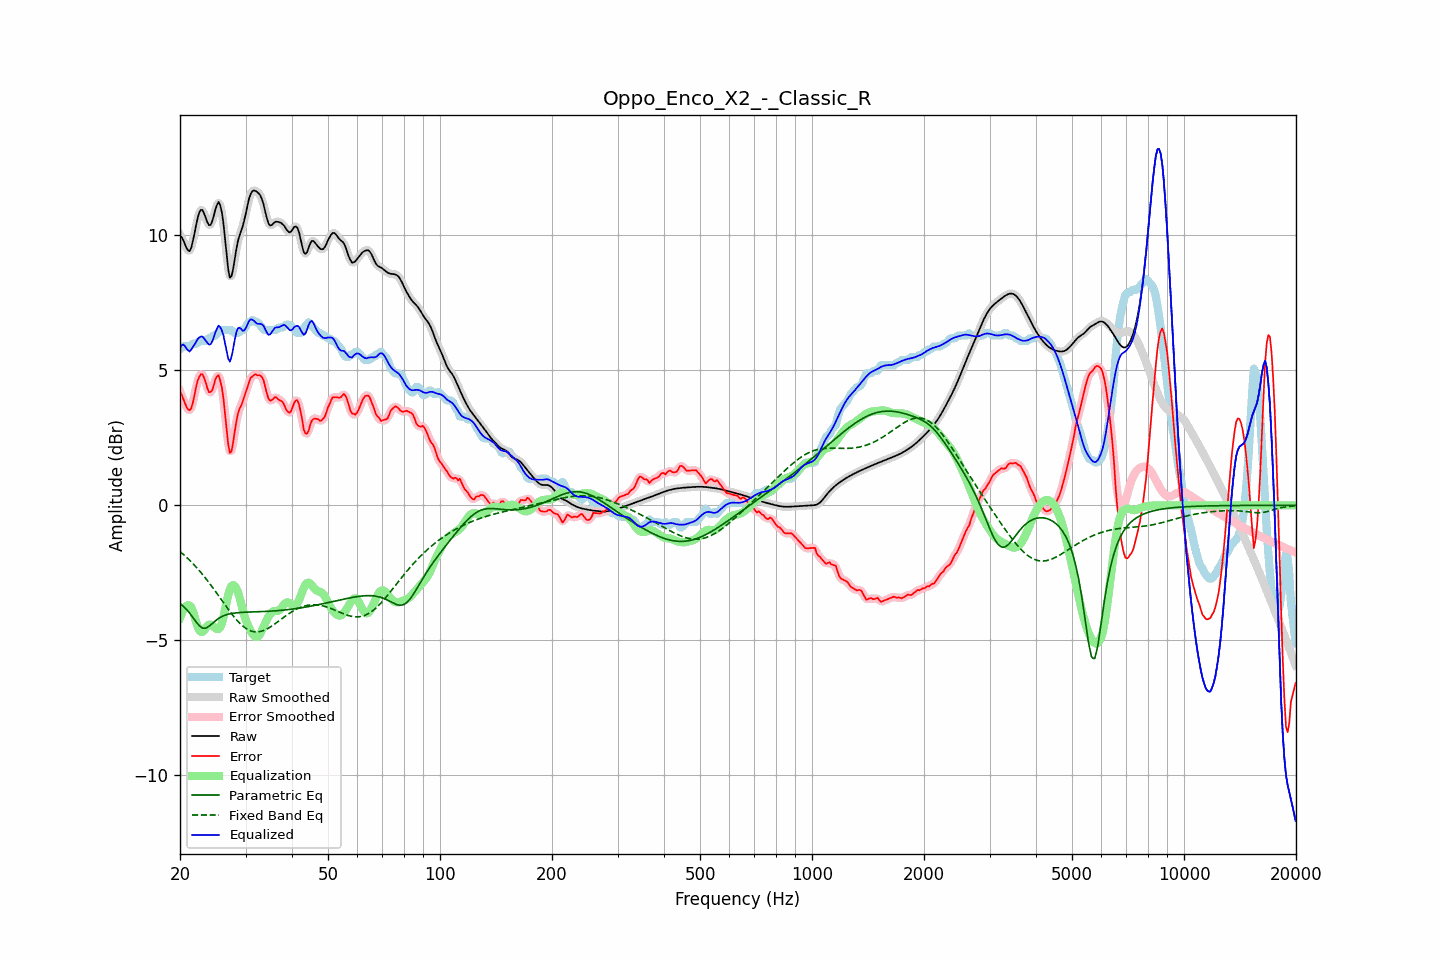 Oppo_Enco_X2_-_Classic_R
Amplitude (dBr)
10
5
0
−5
−10
Target
Raw Smoothed
Error Smoothed
Raw
Error
Equalization
Parametric Eq
Fixed Band Eq
Equalized
20 50 100 200 500 1000 2000 5000 10000 20000
Frequency (Hz)